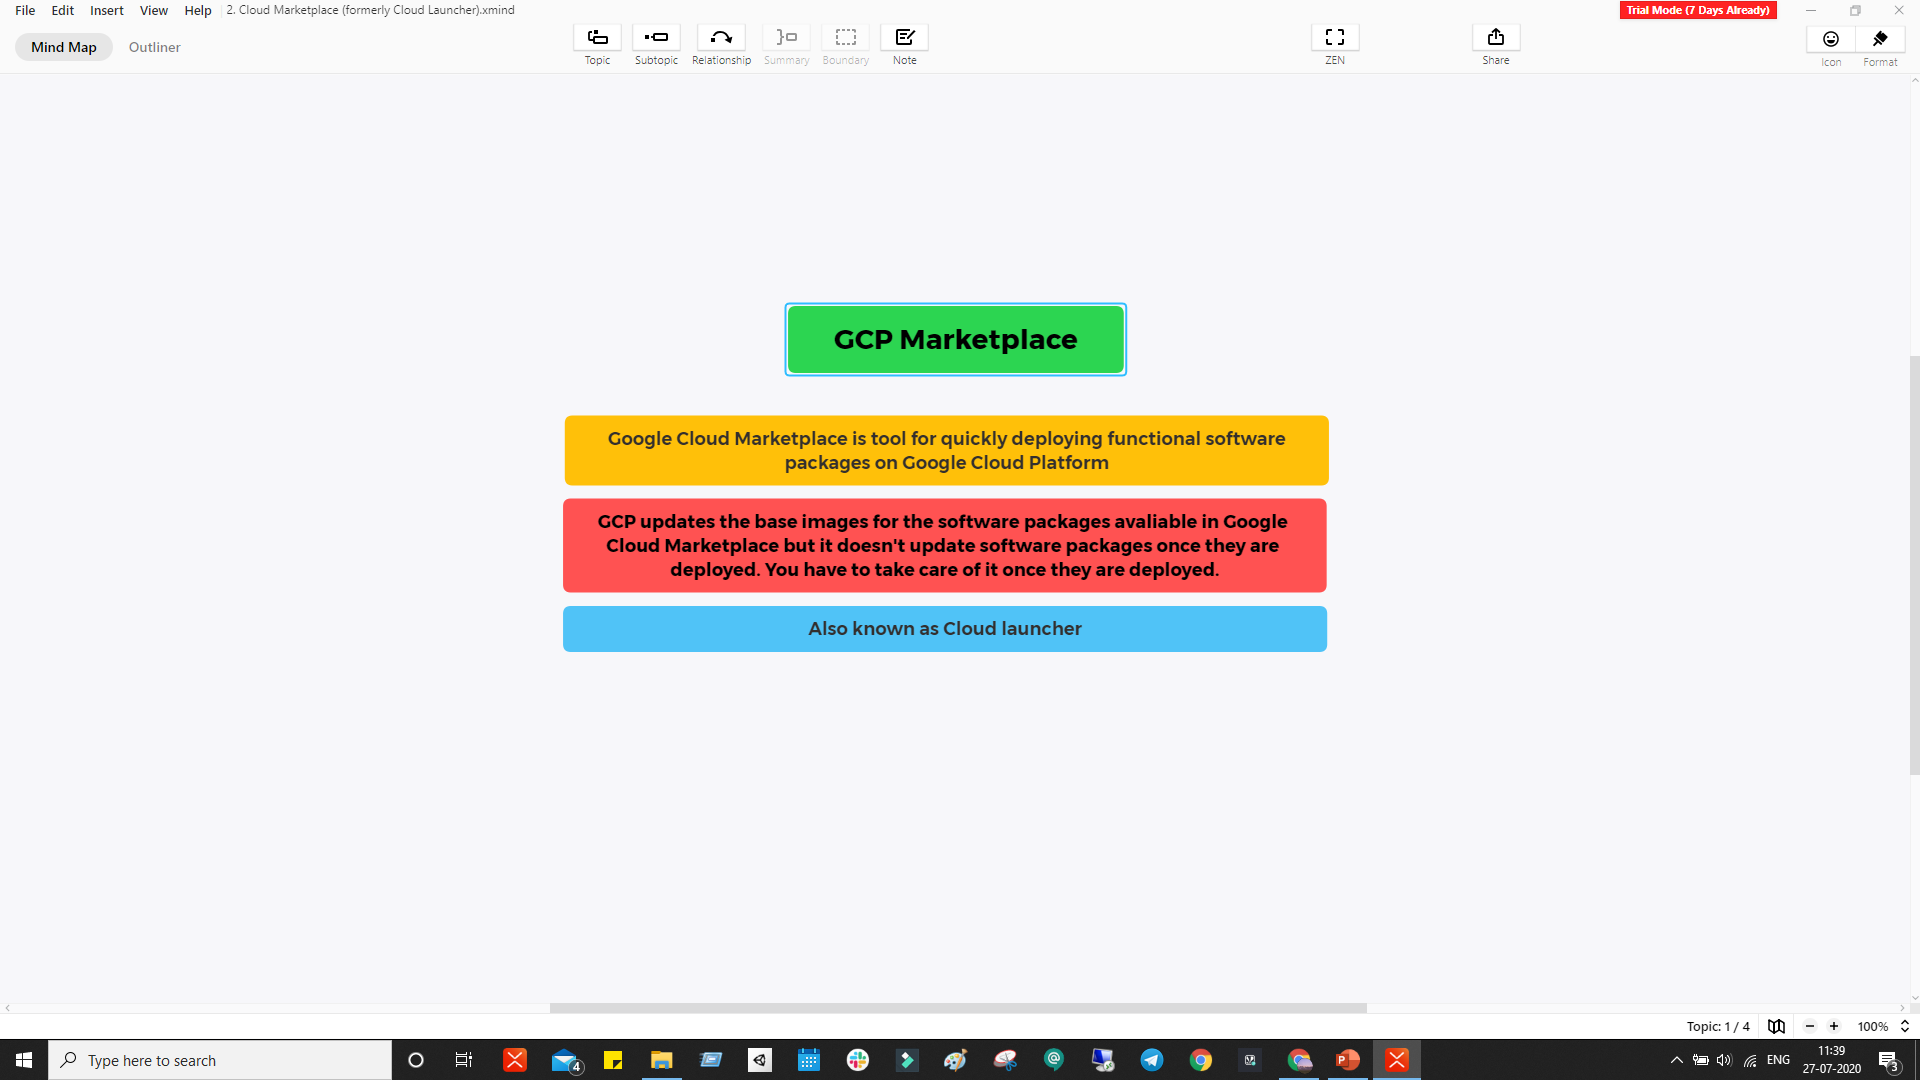 File Edit Insert View Help 2. Cloud Marketplace (formerly Cloud Launcher).xmind Trial Mode (7 Days Already)
Mind Map Outliner
Topic Subtopic Relationship Summary Boundary Note ZEN Share Icon Format
GCP Marketplace
Google Cloud Marketplace is tool for quickly deploying functional software
packages on Google Cloud Platform
GCP updates the base images for the software packages avaliable in Google
Cloud Marketplace but it doesn't update software packages once they are
deployed. You have to take care of it once they are deployed.
Also known as Cloud launcher
Topic: 1 / 4 100%
Type here to search 4 ENG 11:39 3
27-07-2020